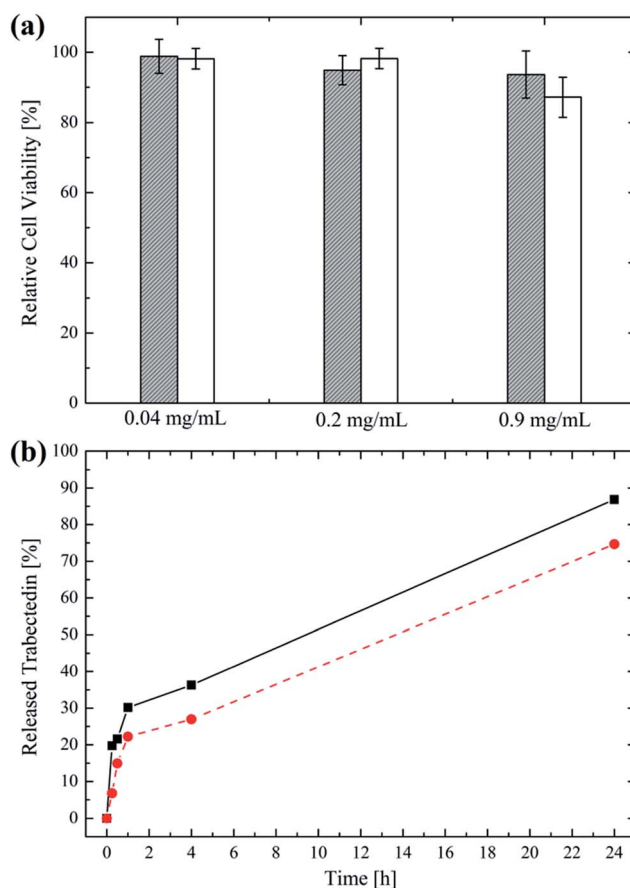 (a)
Relative Cell Viability [%]
100
80
60
40
20
0
0.04 mg/mL 0.2 mg/mL 0.9 mg/mL
(b)
Released Trabectedin [%]
100
90
80
70
60
50
40
30
20
10
0
0 2 4 6 8 10 12 14 16 18 20 22 24
Time [h]